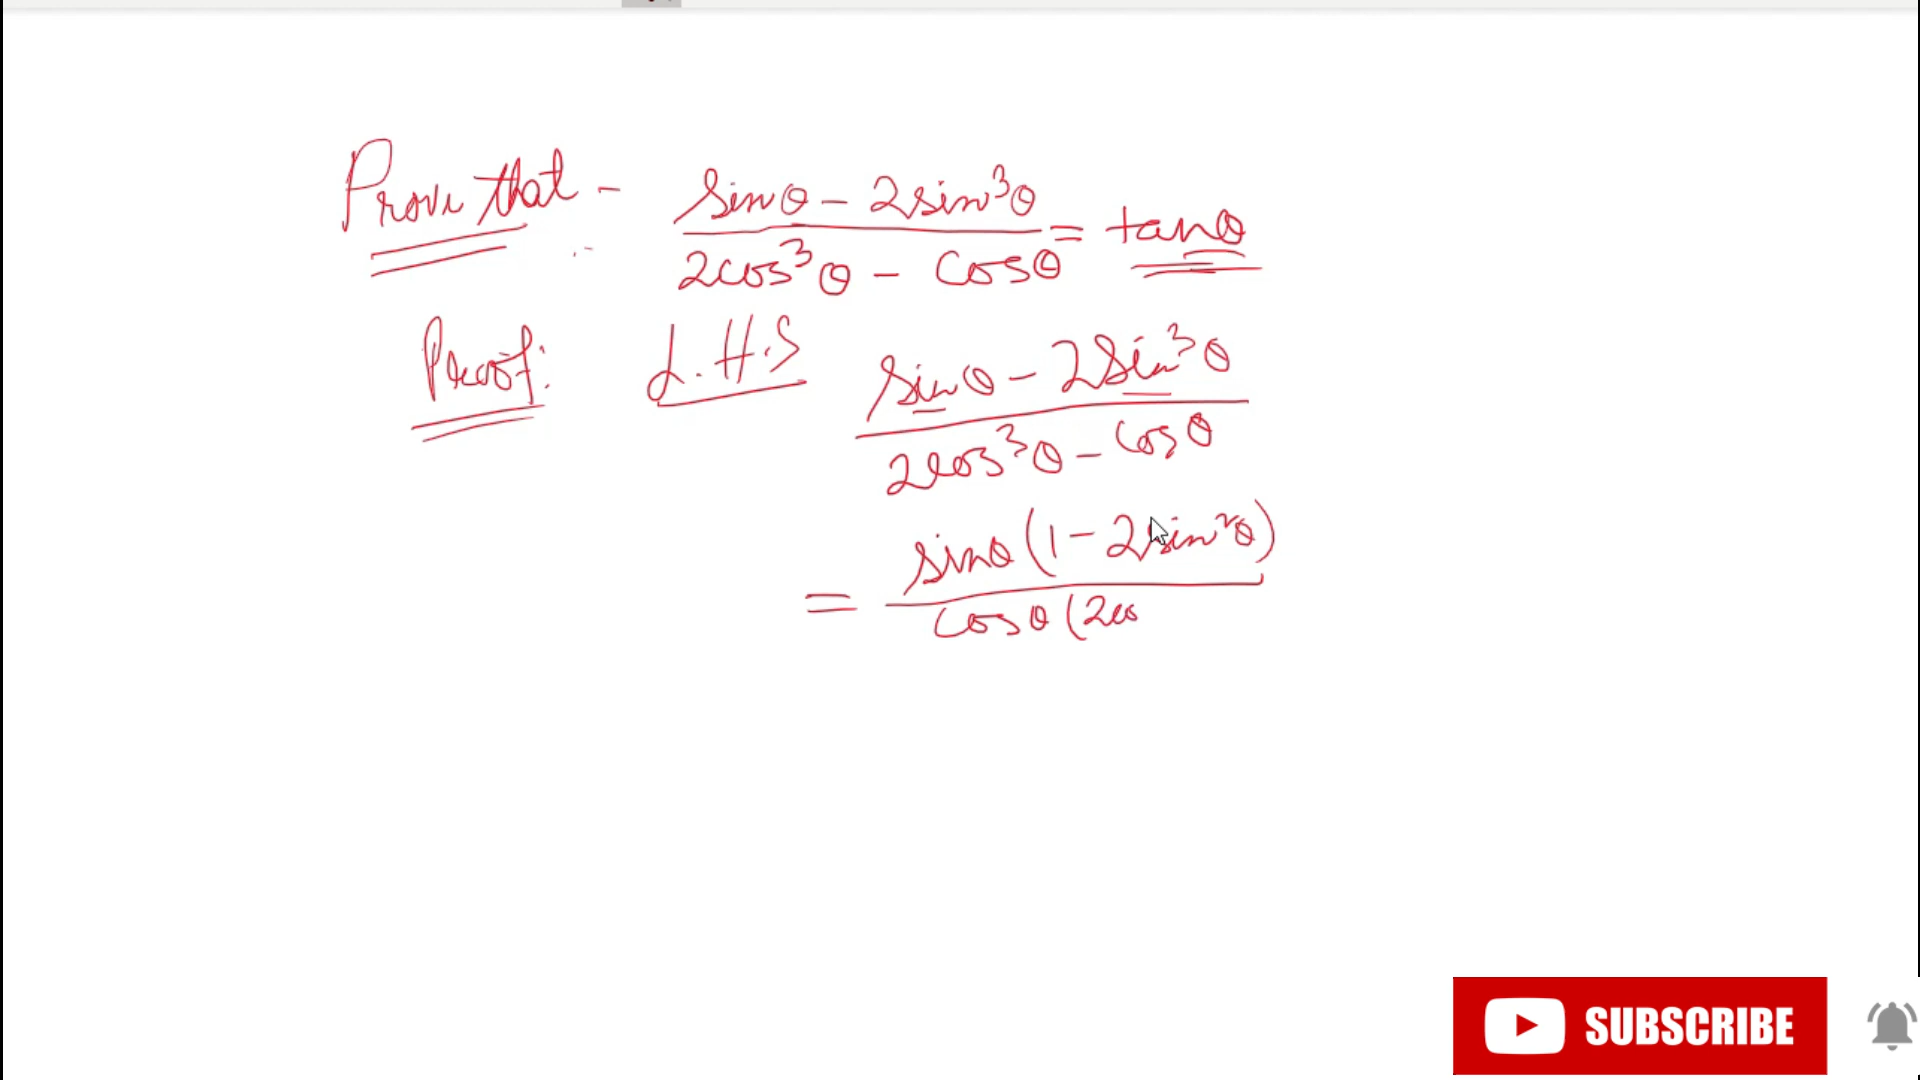 Prove that - sinθ - 2sin³θ / 2cos³θ - cosθ = tanθ
Proof: L.H.S sinθ - 2sin³θ / 2cos³θ - cosθ
= sinθ(1 - 2sin²θ) / cosθ(2cos
SUBSCRIBE